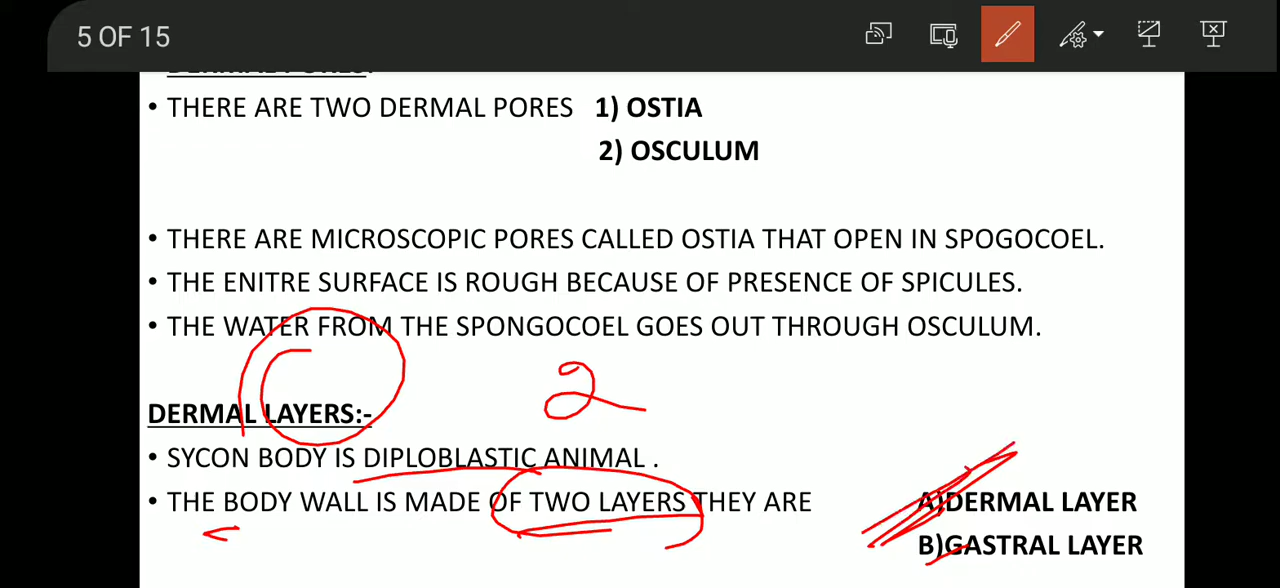 5 OF 15
• THERE ARE TWO DERMAL PORES 1) OSTIA
2) OSCULUM
• THERE ARE MICROSCOPIC PORES CALLED OSTIA THAT OPEN IN SPOGOCOEL.
• THE ENITRE SURFACE IS ROUGH BECAUSE OF PRESENCE OF SPICULES.
• THE WATER FROM THE SPONGOCOEL GOES OUT THROUGH OSCULUM.
2
DERMAL LAYERS:-
• SYCON BODY IS DIPLOBLASTIC ANIMAL .
• THE BODY WALL IS MADE OF TWO LAYERS THEY ARE A)DERMAL LAYER
B)GASTRAL LAYER